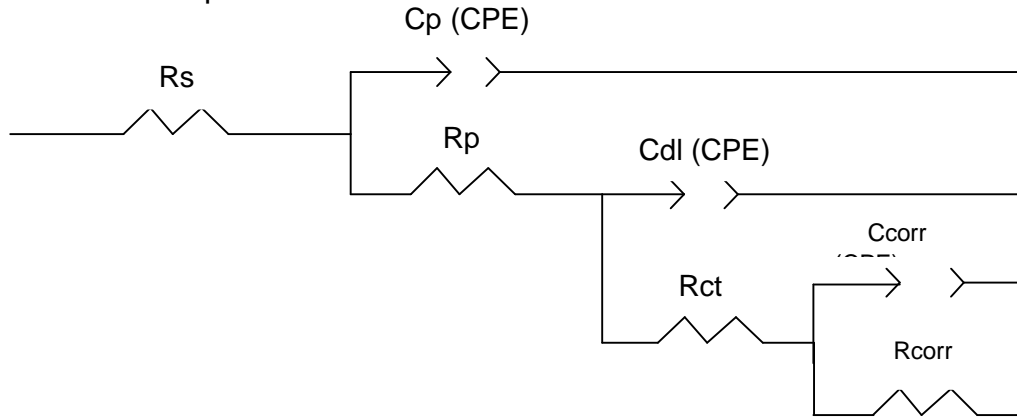 Cp (CPE)
Rs
Rp
Cdl (CPE)
Ccorr
Rct
Rcorr